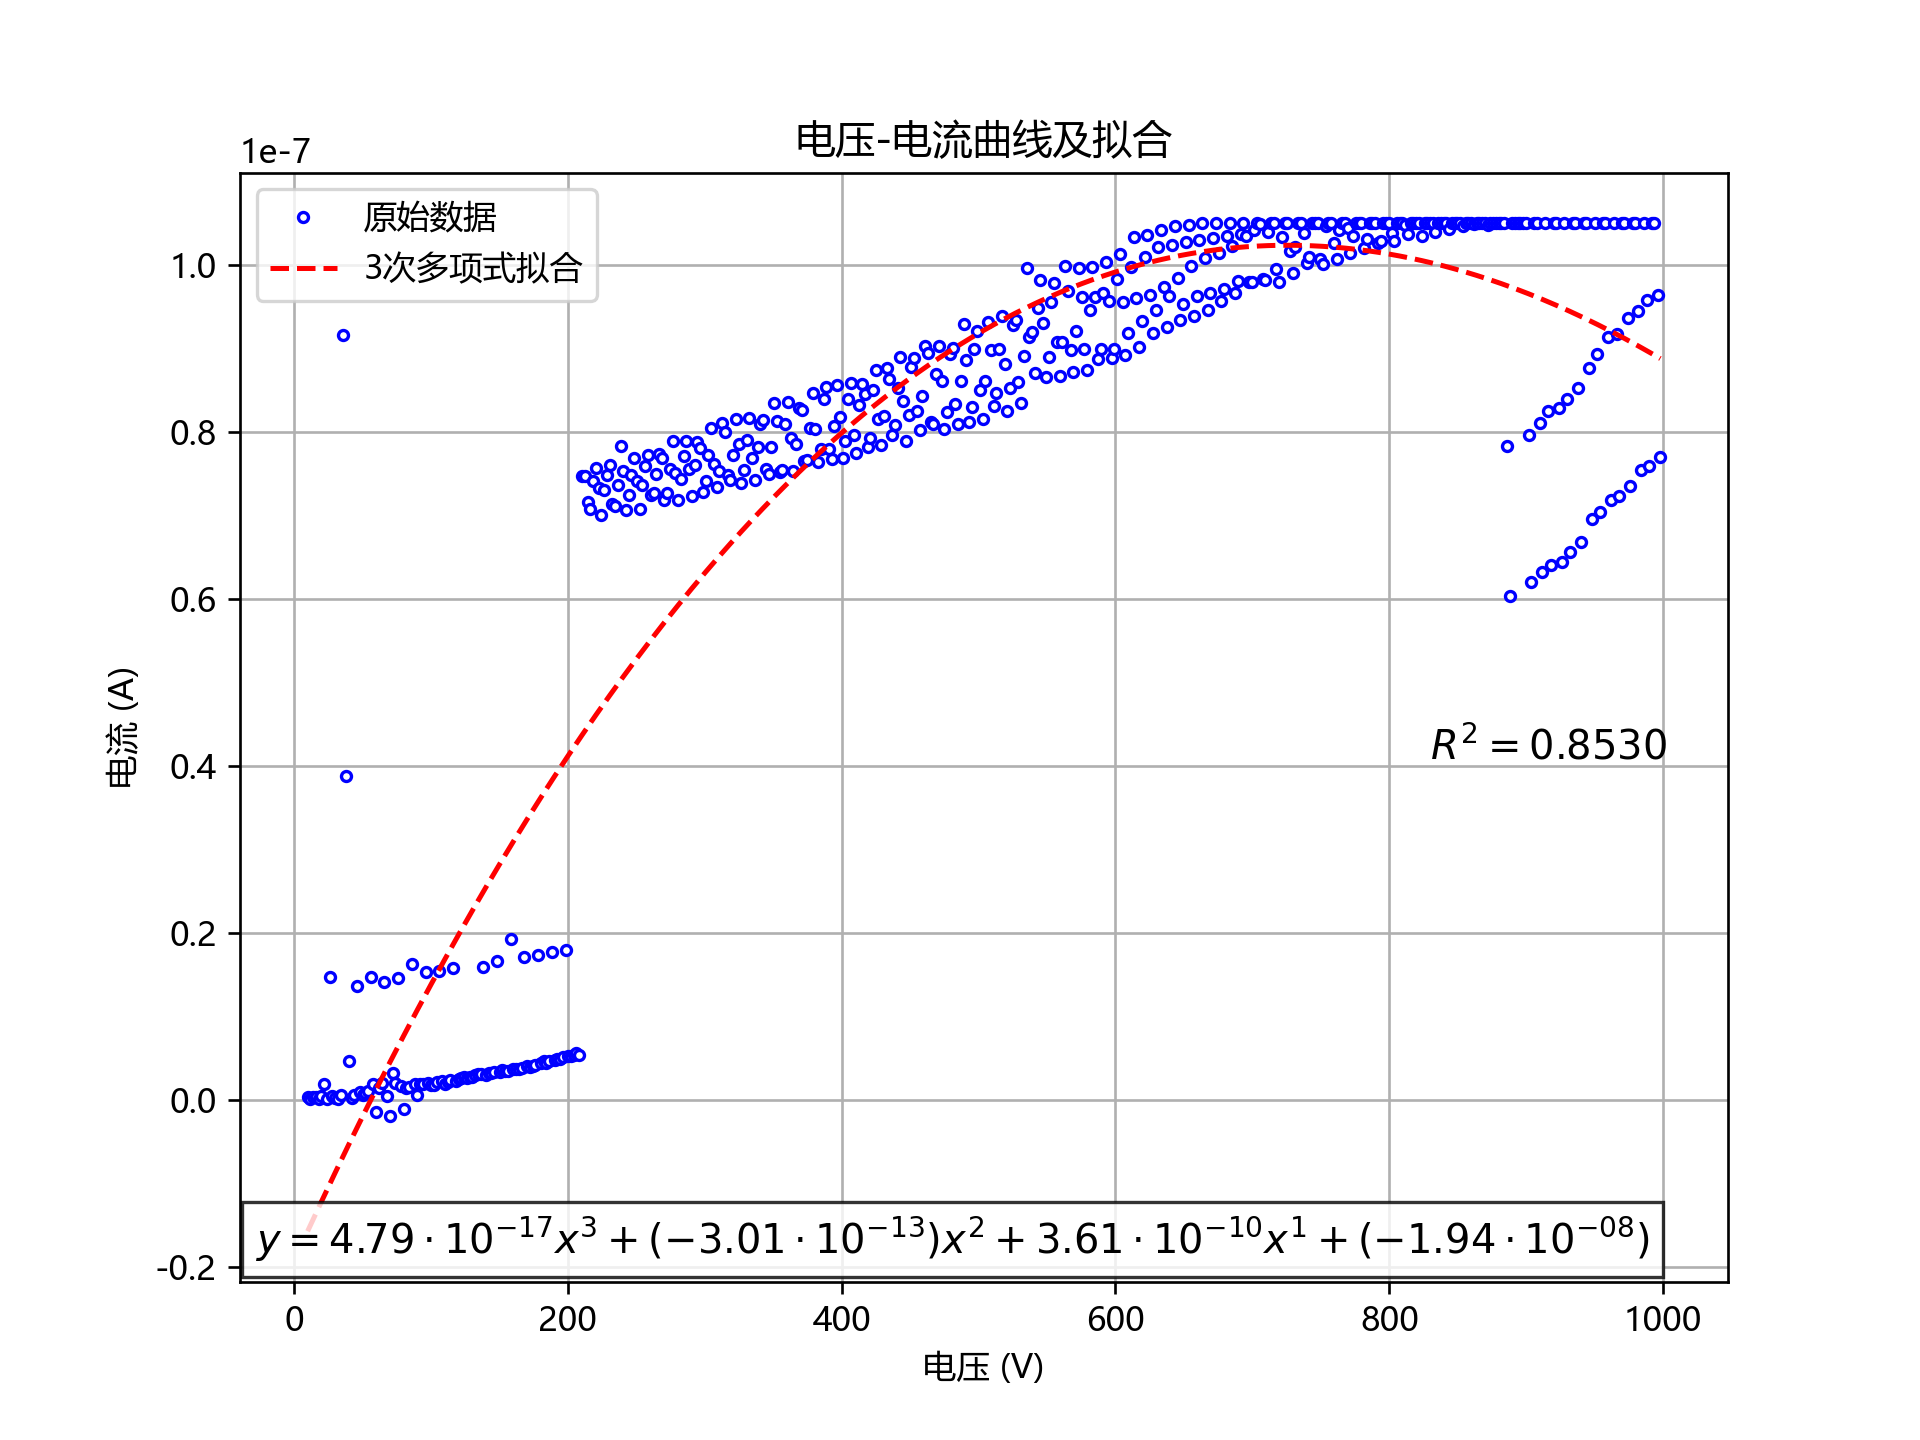 电压-电流曲线及拟合
1e-7
原始数据
3次多项式拟合
1.0
0.8
0.6
0.4
0.2
0.0
-0.2
电流 (A)
R² = 0.8530
y = 4.79 · 10⁻¹⁷x³ + (−3.01 · 10⁻¹³)x² + 3.61 · 10⁻¹⁰x¹ + (−1.94 · 10⁻⁰⁸)
0 200 400 600 800 1000
电压 (V)